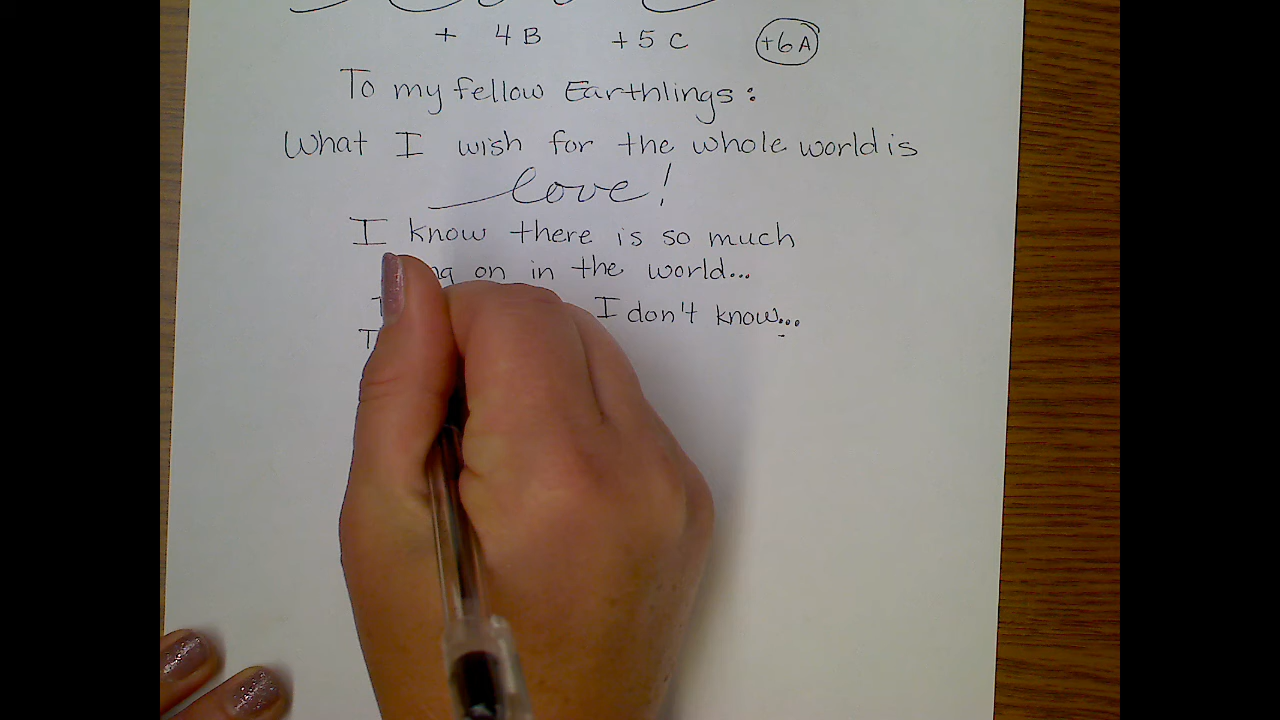 + 4B +5C +6A
To my fellow Earthlings:
What I wish for the whole world is
love!
I know there is so much
on in the world...
I don't know...